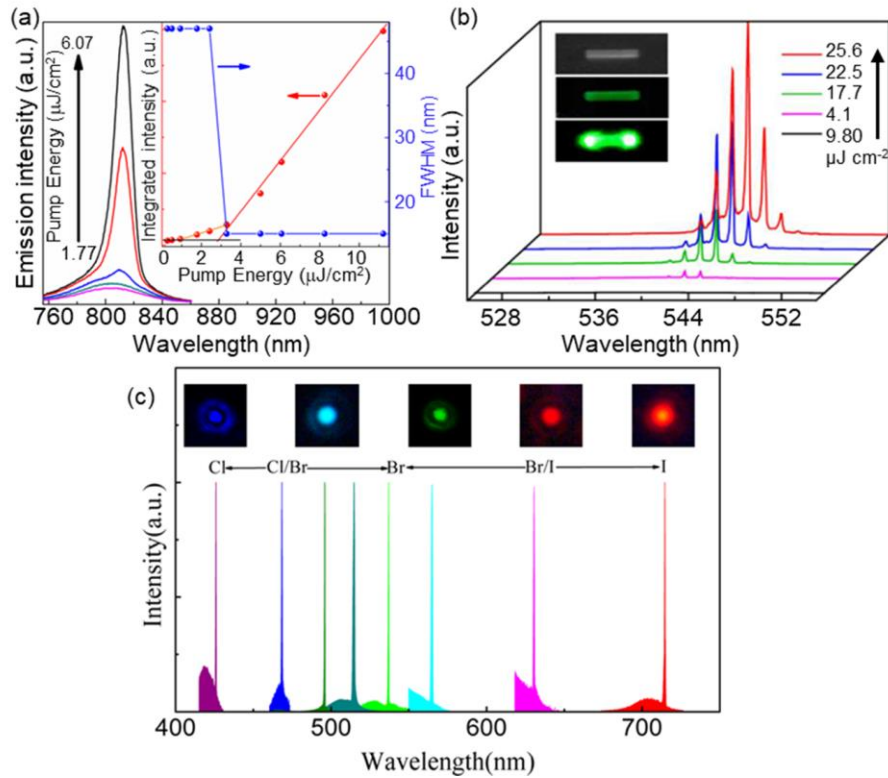 (a)
Emission intensity (a.u.)
Pump Energy (μJ/cm²)
6.07
1.77
Integrated intensity (a.u.)
FWHM (nm)
40
30
20
Pump Energy (μJ/cm²)
0 2 4 6 8 10
760 800 840 880 920 960 1000
Wavelength (nm)
(b)
Intensity (a.u.)
25.6
22.5
17.7
4.1
9.80
μJ cm-2
528 536 544 552
Wavelength (nm)
(c)
Cl Cl/Br Br Br/I I
Intensity(a.u.)
400 500 600 700
Wavelength(nm)